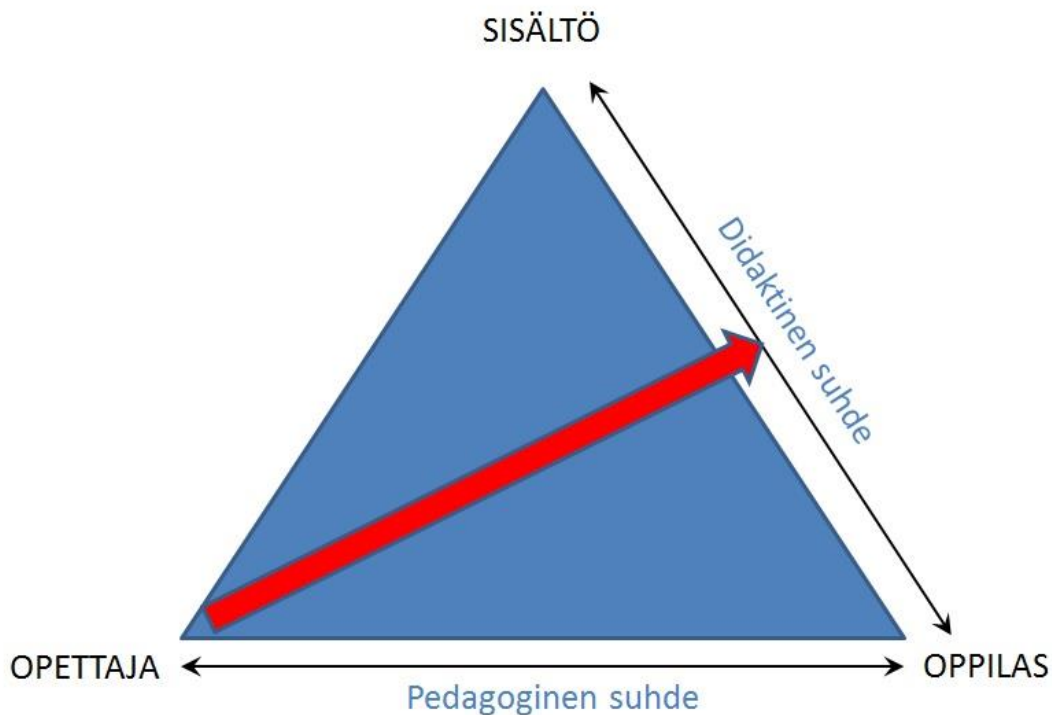 SISÄLTÖ
Didaktinen suhde
OPETTAJA
OPPILAS
Pedagoginen suhde